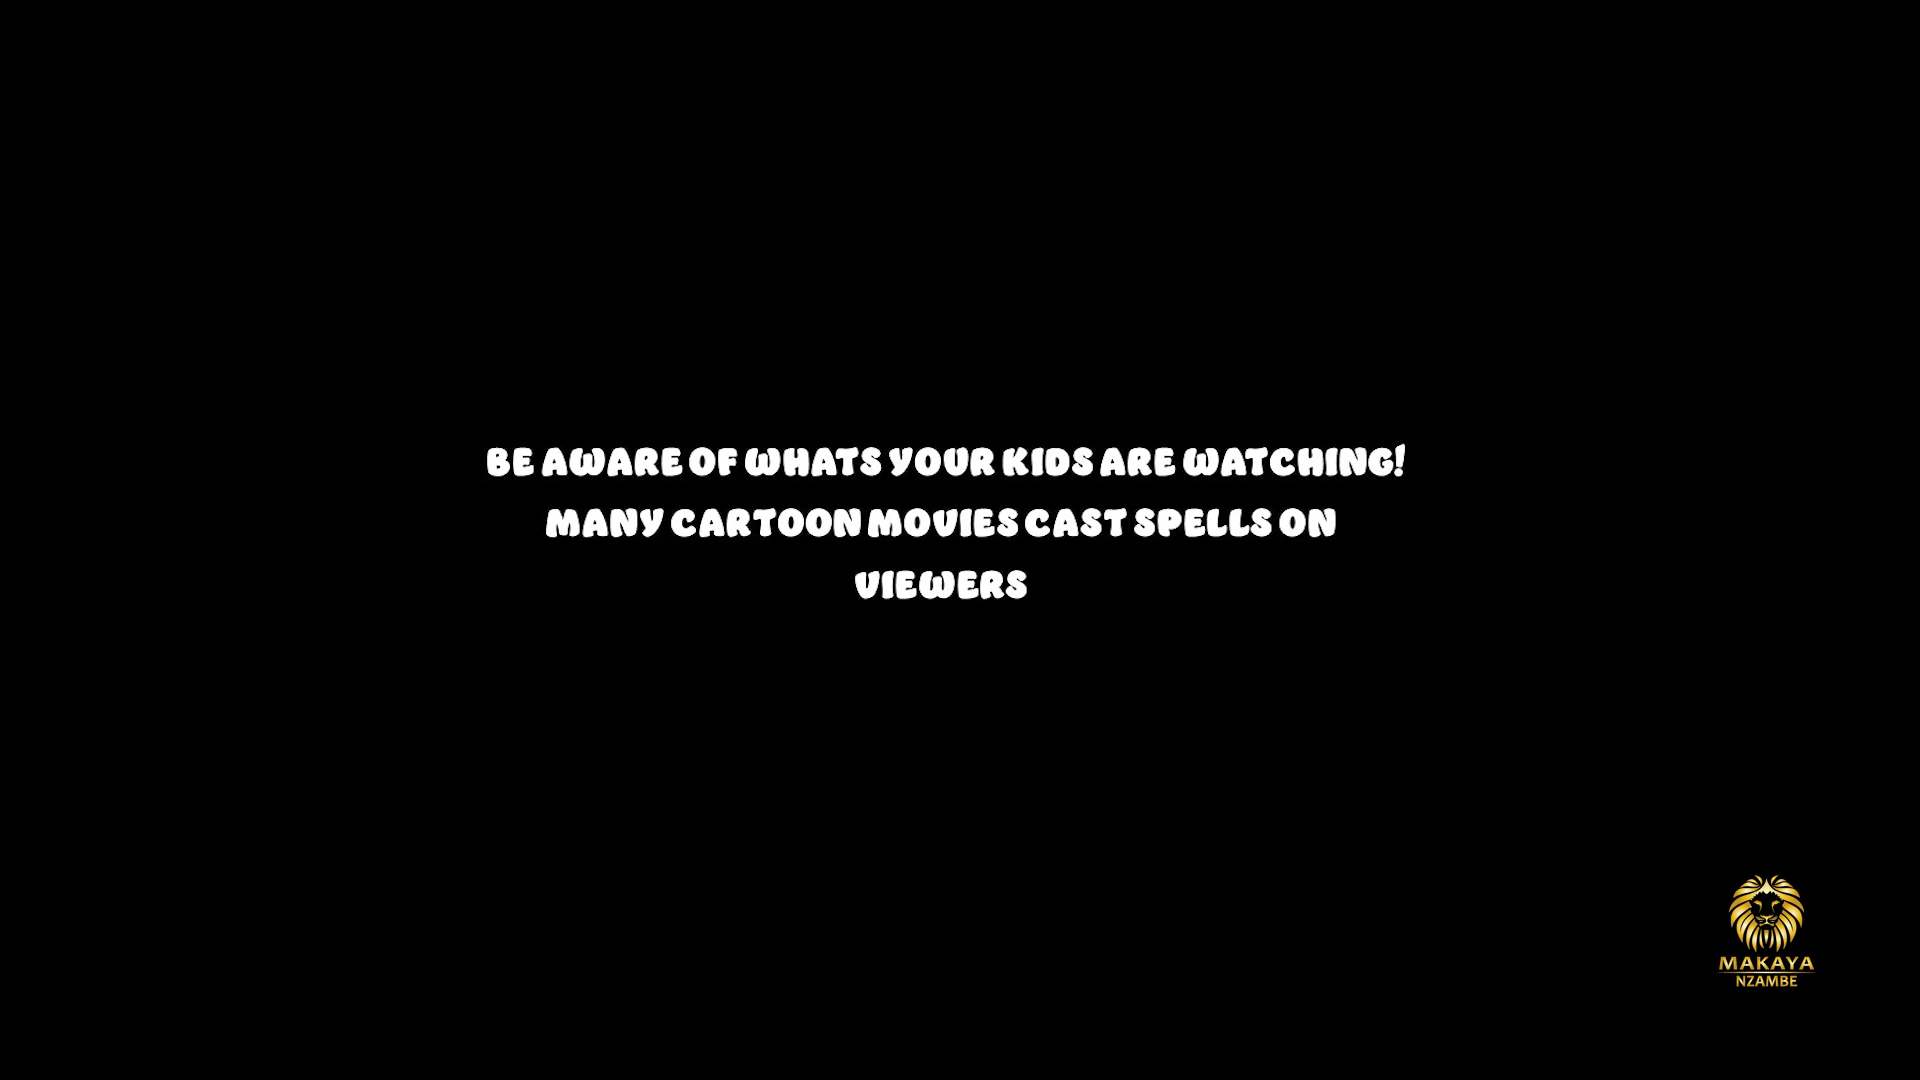 BE AWARE OF WHATS YOUR KIDS ARE WATCHING!
MANY CARTOON MOVIES CAST SPELLS ON
VIEWERS
MAKAYA
NZAMBE